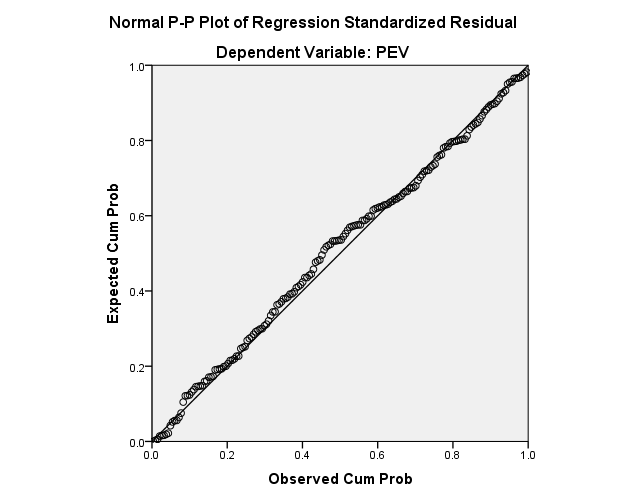 Normal P-P Plot of Regression Standardized Residual
Dependent Variable: PEV
1.0
0.8
0.6
0.4
0.2
0.0
Expected Cum Prob
0.0 0.2 0.4 0.6 0.8 1.0
Observed Cum Prob